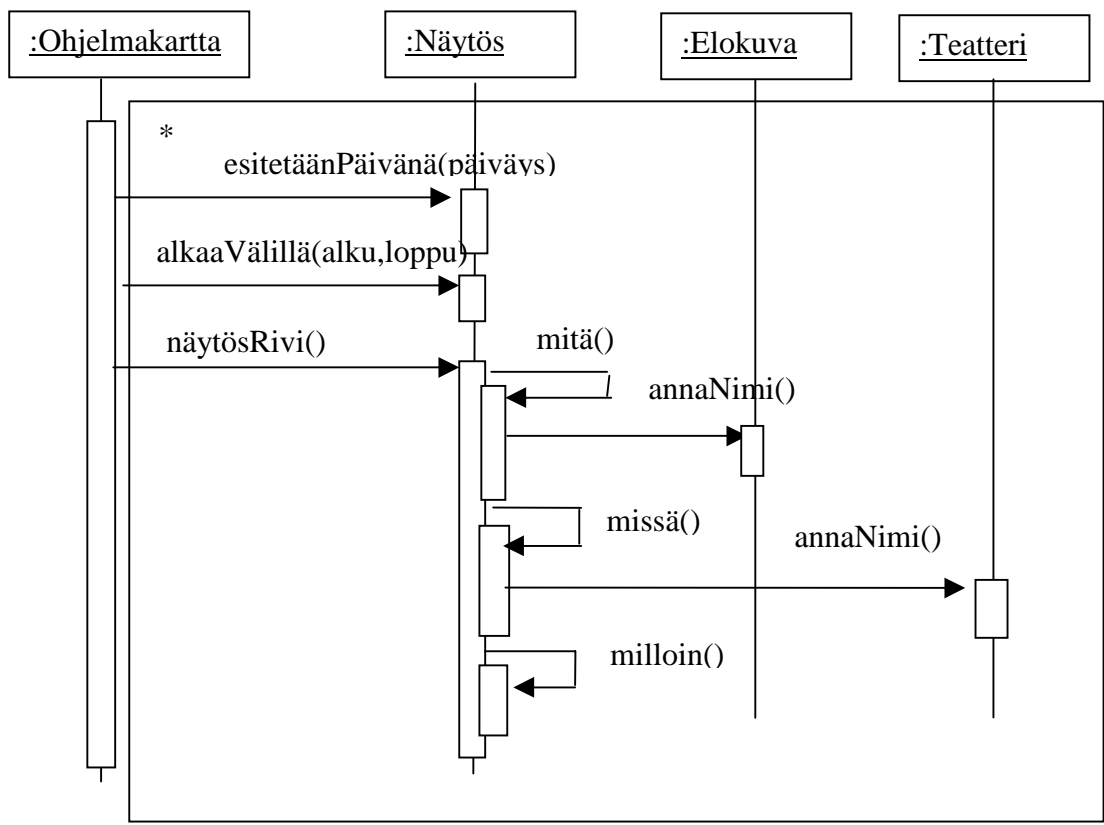 :Ohjelmakartta
:Näytös
:Elokuva
:Teatteri
*
esitetäänPäivänä(päiväys)
alkaaVälillä(alku,loppu)
näytösRivi()
mitä()
annaNimi()
missä()
annaNimi()
milloin()